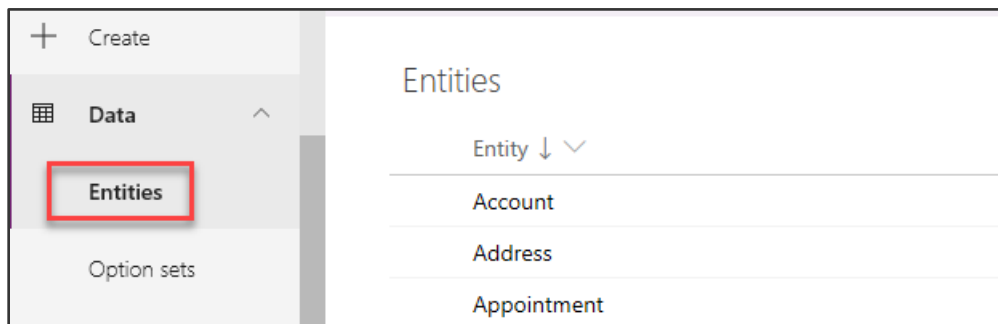 Create
Data
Entities
Option sets
Entities
Entity
Account
Address
Appointment